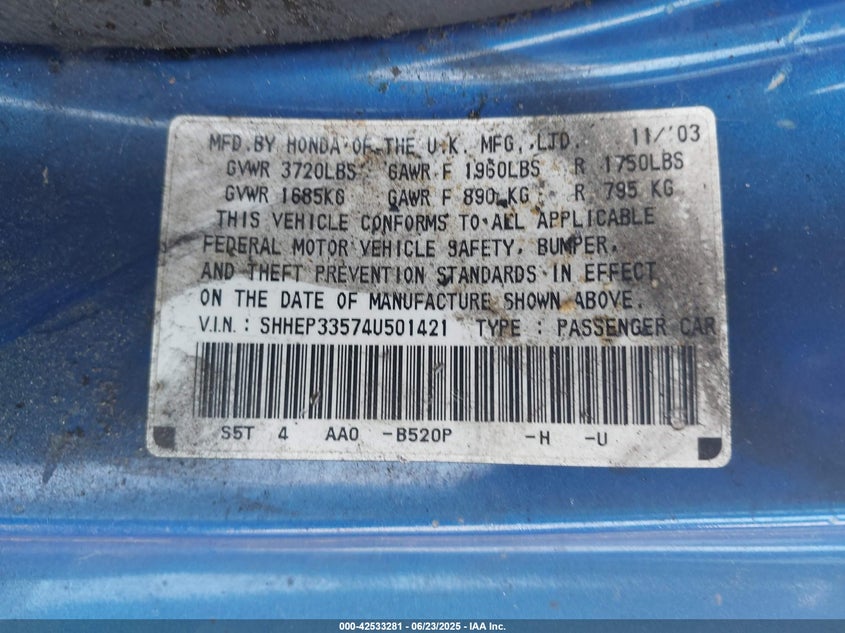 MFD.BY HONDA OF THE U.K. MFG.,LTD. 11/'03
GVWR 3720LBS GAWR F 1960LBS R 1750LBS
GVWR 1685KG GAWR F 890 KG R 795 KG
THIS VEHICLE CONFORMS TO ALL APPLICABLE
FEDERAL MOTOR VEHICLE SAFETY, BUMPER,
AND THEFT PREVENTION STANDARDS IN EFFECT
ON THE DATE OF MANUFACTURE SHOWN ABOVE.
V.I.N. : SHHEP33574U501421 TYPE : PASSENGER CAR
S5T 4 AA0 -B520P -H -U
000-42533281 - 06/23/2025 - IAA Inc.